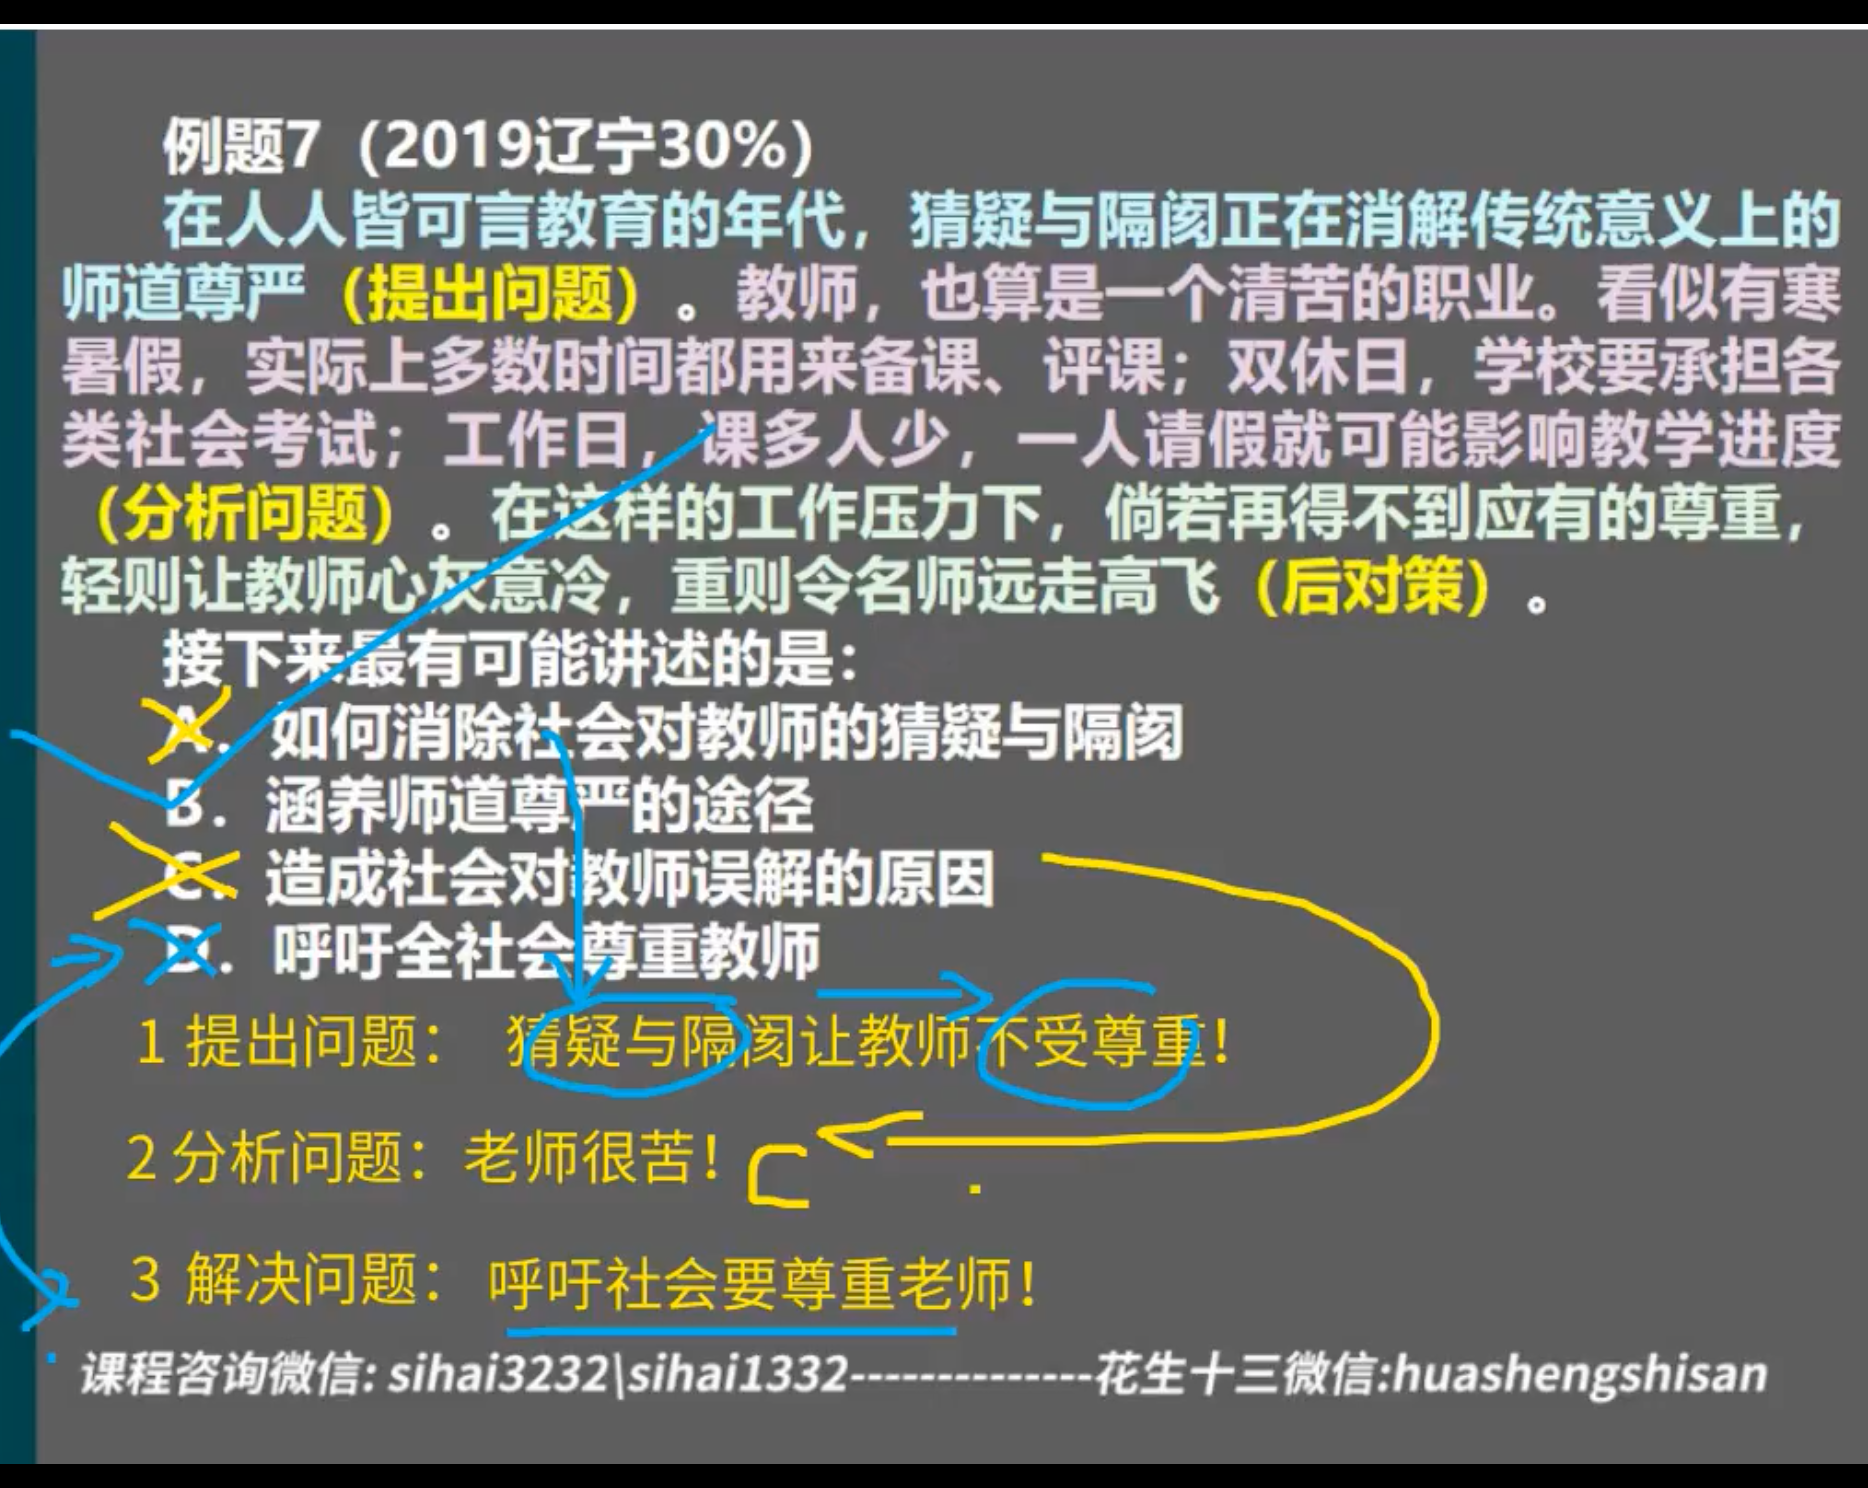 例题7（2019辽宁30%）
在人人皆可言教育的年代，猜疑与隔阂正在消解传统意义上的
师道尊严（提出问题）。教师，也算是一个清苦的职业。看似有寒
暑假，实际上多数时间都用来备课、评课；双休日，学校要承担各
类社会考试；工作日，课多人少，一人请假就可能影响教学进度
（分析问题）。在这样的工作压力下，倘若再得不到应有的尊重，
轻则让教师心灰意冷，重则令名师远走高飞（后对策）。
接下来最有可能讲述的是：
A．如何消除社会对教师的猜疑与隔阂
B．涵养师道尊严的途径
C．造成社会对教师误解的原因
D．呼吁全社会尊重教师
1 提出问题： 猜疑与隔阂让教师不受尊重！
2 分析问题：老师很苦！
3 解决问题： 呼吁社会要尊重老师！
课程咨询微信: sihai3232\sihai1332--------------花生十三微信:huashengshisan